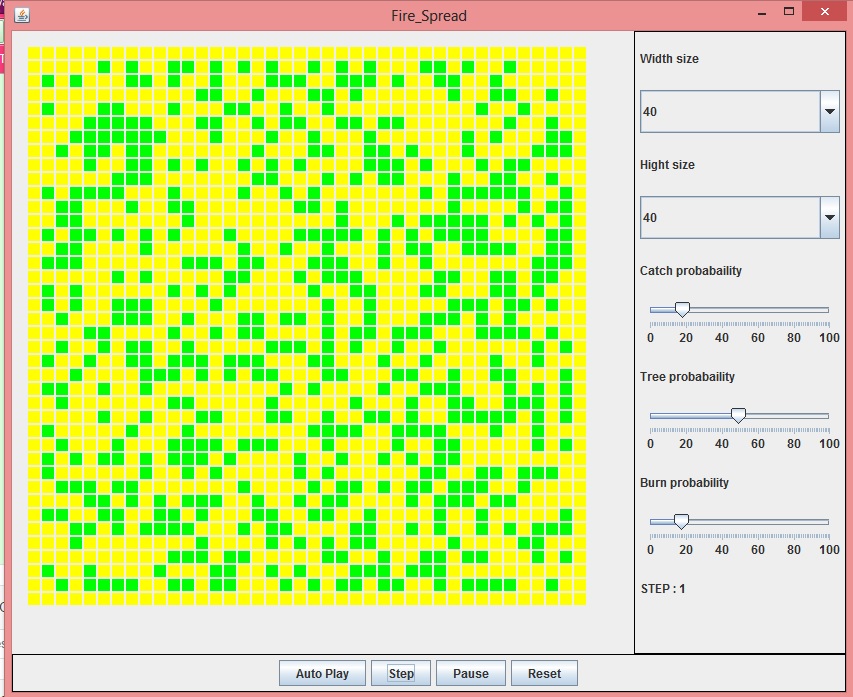 Fire_Spread
Width size
40
Hight size
40
Catch probabaility
0 20 40 60 80 100
Tree probabaility
0 20 40 60 80 100
Burn probability
0 20 40 60 80 100
STEP : 1
Auto Play Step Pause Reset